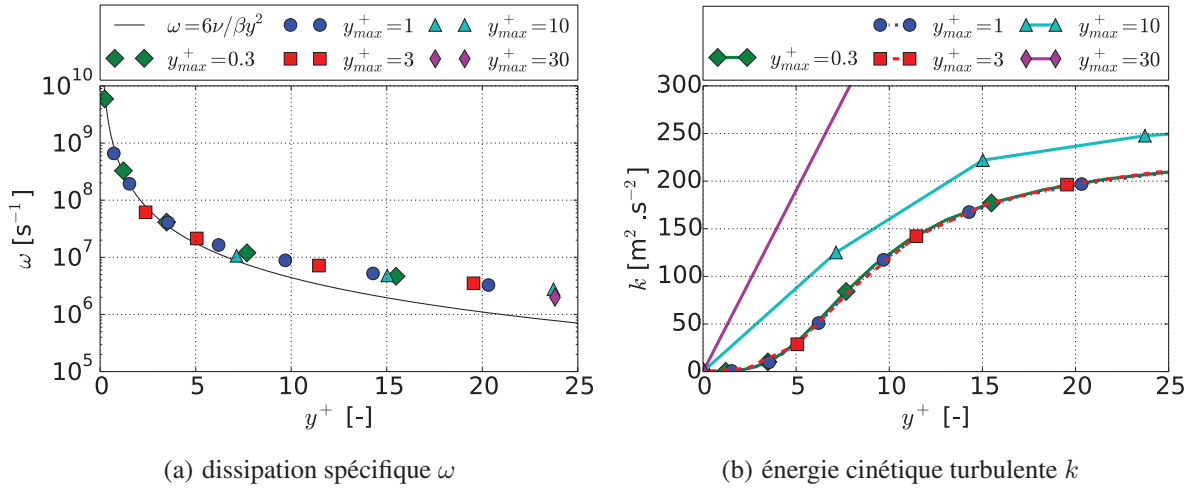 ω=6ν/βy² y⁺max=1 y⁺max=10
y⁺max=0.3 y⁺max=3 y⁺max=30
10¹⁰
10⁹
10⁸
10⁷
10⁶
10⁵
ω [s⁻¹]
0 5 10 15 20 25
y⁺ [-]
(a) dissipation spécifique ω
y⁺max=1 y⁺max=10
y⁺max=0.3 y⁺max=3 y⁺max=30
300
250
200
150
100
50
0
k [m² .s⁻²]
0 5 10 15 20 25
y⁺ [-]
(b) énergie cinétique turbulente k